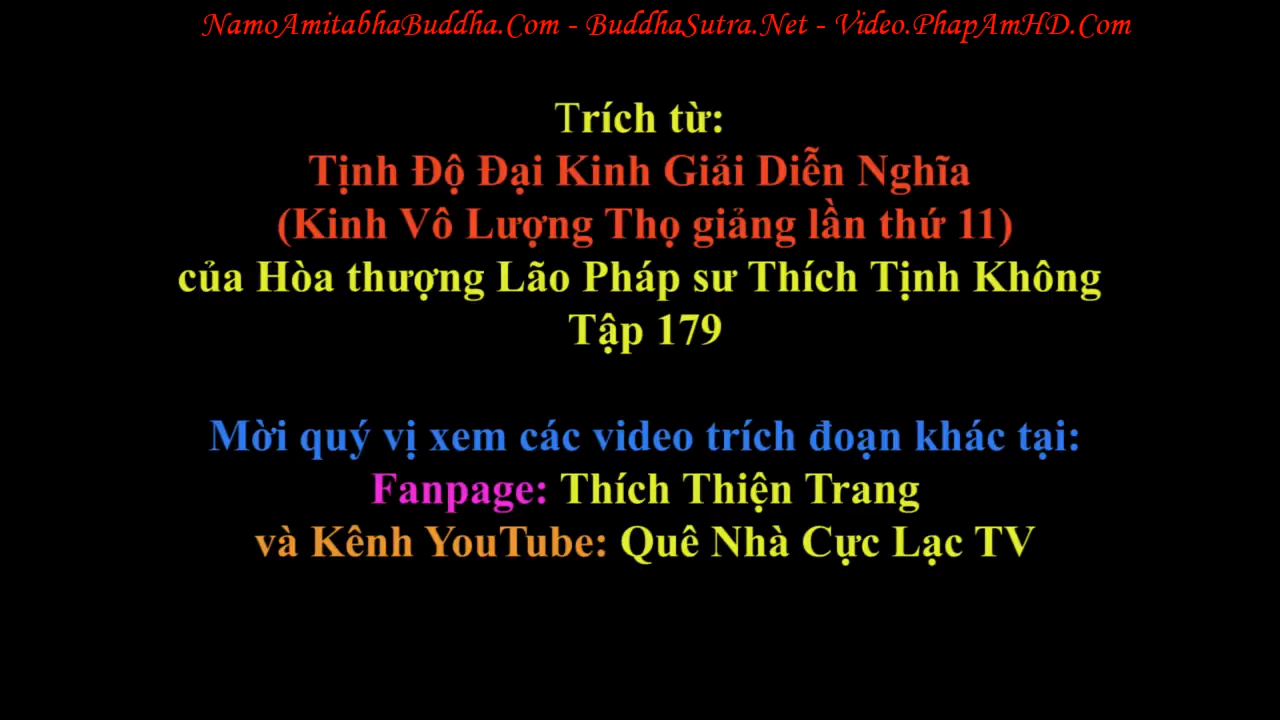 NamoAmitabhaBuddha.Com - BuddhaSutra.Net - Video.PhapAmHD.Com
Trích từ:
Tịnh Độ Đại Kinh Giải Diễn Nghĩa
(Kinh Vô Lượng Thọ giảng lần thứ 11)
của Hòa thượng Lão Pháp sư Thích Tịnh Không
Tập 179
Mời quý vị xem các video trích đoạn khác tại:
Fanpage: Thích Thiện Trang
và Kênh YouTube: Quê Nhà Cực Lạc TV